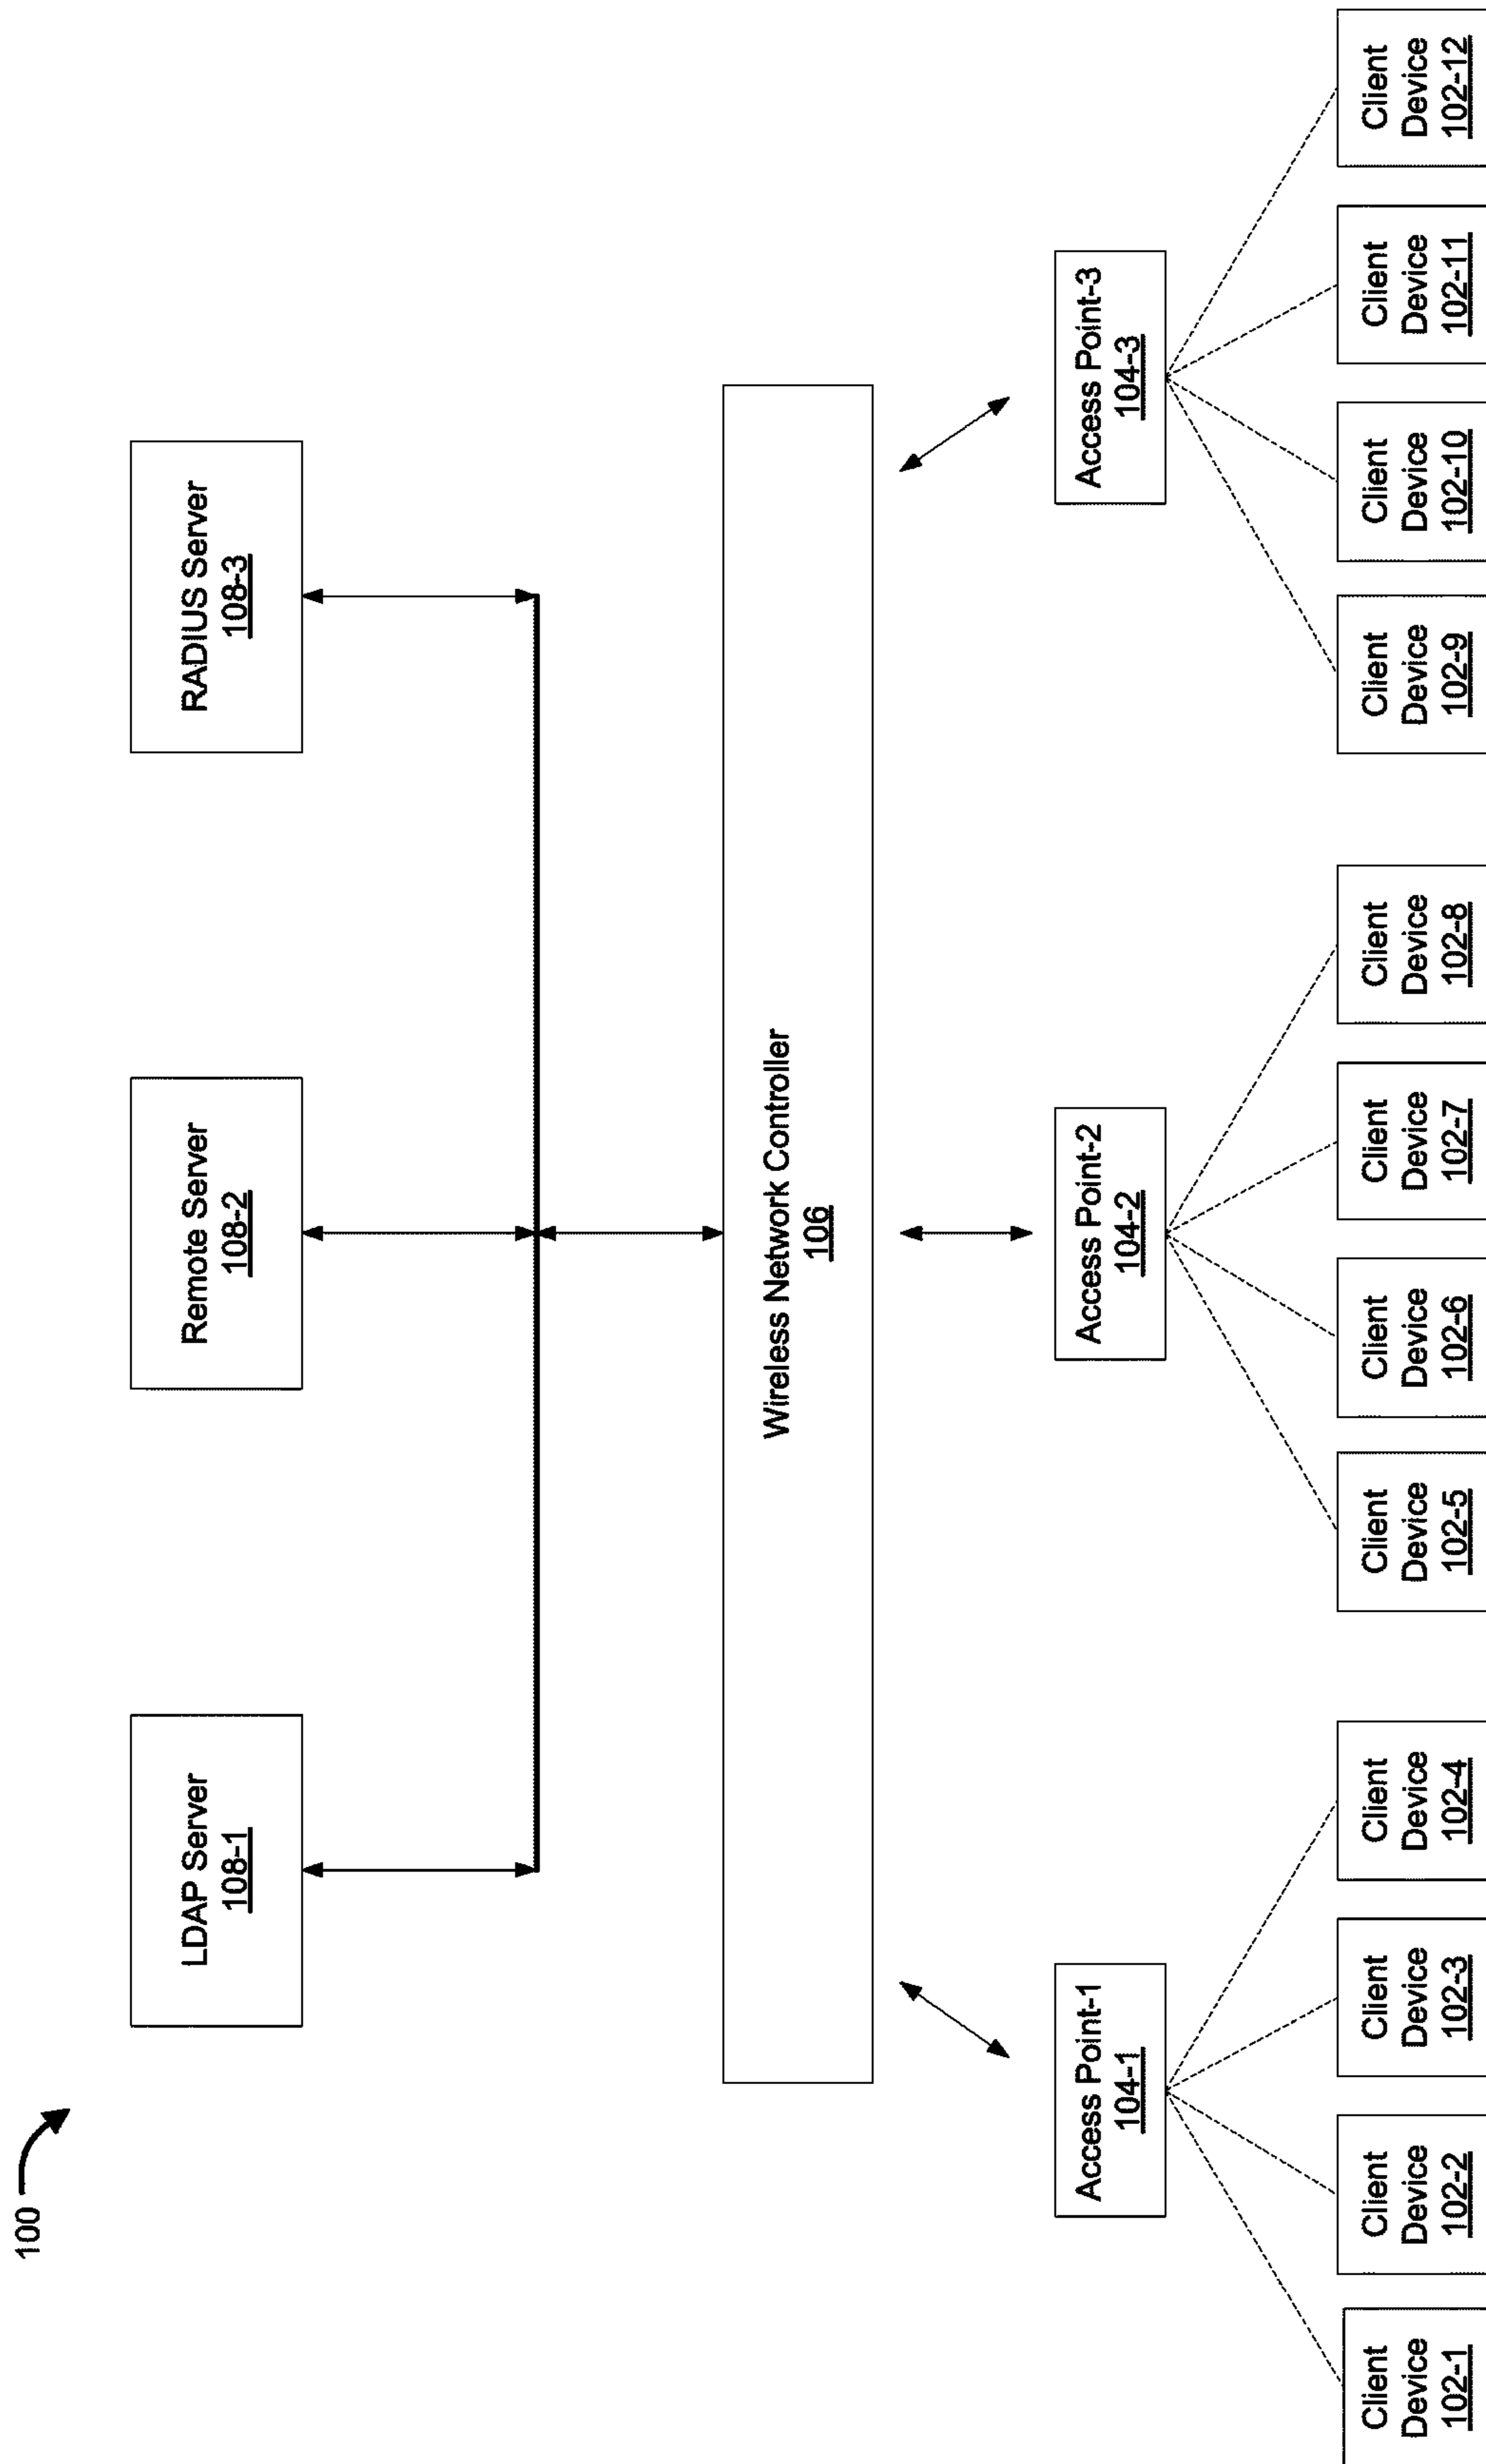 100
LDAP Server
108-1
Remote Server
108-2
RADIUS Server
108-3
Wireless Network Controller
106
Access Point-1
104-1
Access Point-2
104-2
Access Point-3
104-3
Client
Device
102-1
Client
Device
102-2
Client
Device
102-3
Client
Device
102-4
Client
Device
102-5
Client
Device
102-6
Client
Device
102-7
Client
Device
102-8
Client
Device
102-9
Client
Device
102-10
Client
Device
102-11
Client
Device
102-12